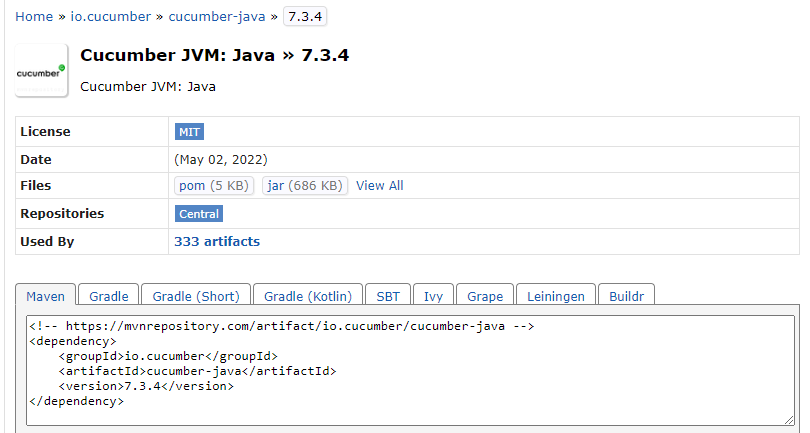 Home » io.cucumber » cucumber-java » 7.3.4
cucumber
Cucumber JVM: Java » 7.3.4
Cucumber JVM: Java
License MIT
Date (May 02, 2022)
Files pom (5 KB) jar (686 KB) View All
Repositories Central
Used By 333 artifacts
Maven Gradle Gradle (Short) Gradle (Kotlin) SBT Ivy Grape Leiningen Buildr
<!-- https://mvnrepository.com/artifact/io.cucumber/cucumber-java -->
<dependency>
    <groupId>io.cucumber</groupId>
    <artifactId>cucumber-java</artifactId>
    <version>7.3.4</version>
</dependency>